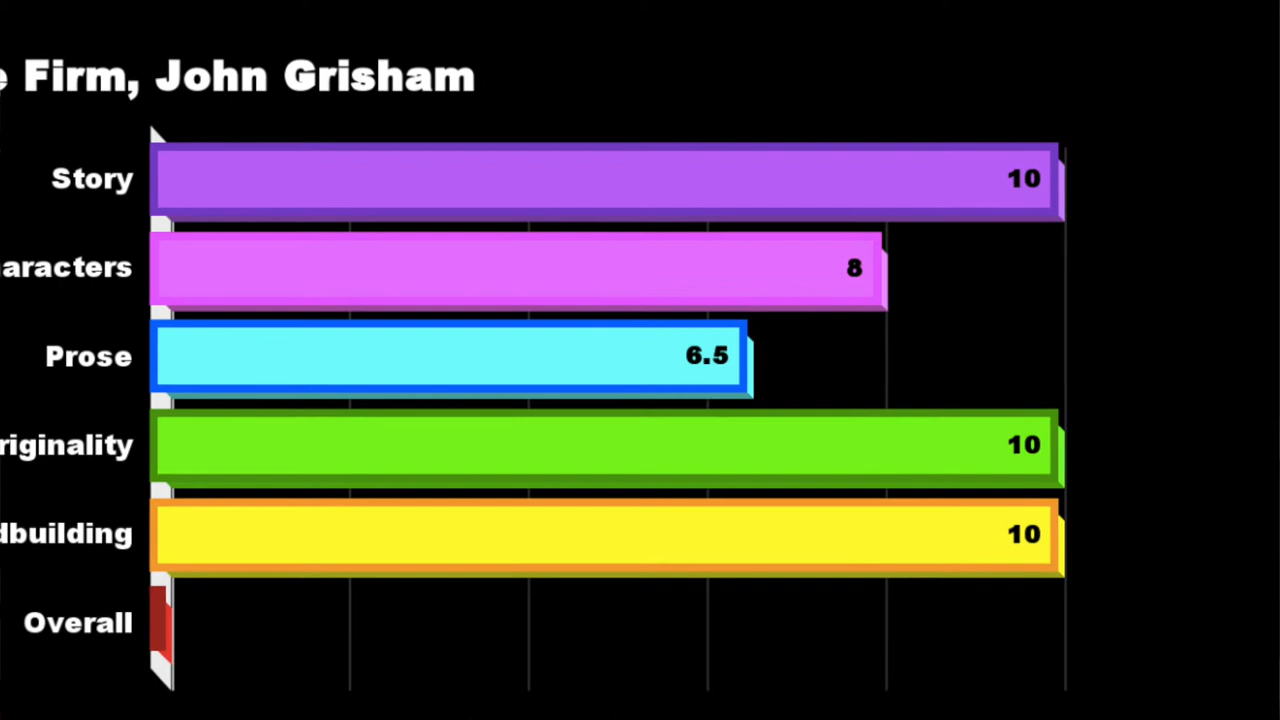 Firm, John Grisham
Story
10
aracters
8
Prose
6.5
riginality
10
dbuilding
10
Overall